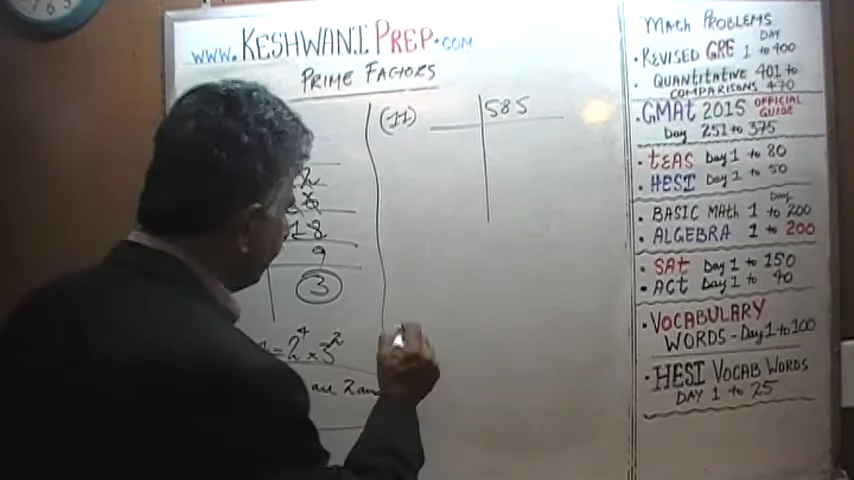 www.KESHWANI PREP.COM
PRIME FACTORS
(11) 585
18
9
3
= 2⁴ × 3²
are 2 and
MATH PROBLEMS
DAY
• REVISED GRE 1 to 400
• QUANTITATIVE 401 to
COMPARISONS 470
• GMAt 2015 OFFICIAL
GUIDE
Day 251 to 375
• tEAS Day 1 to 80
• HESI Day 1 to 50
Day
• BASIC MAtH 1 to 200
• ALGEBRA 1 to 200
• SAt Day 1 to 150
• ACt Day 1 to 40
• VOCABULARY
WORDS - Day 1 to 100
• HESI VOCAB WORDS
DAY 1 to 25